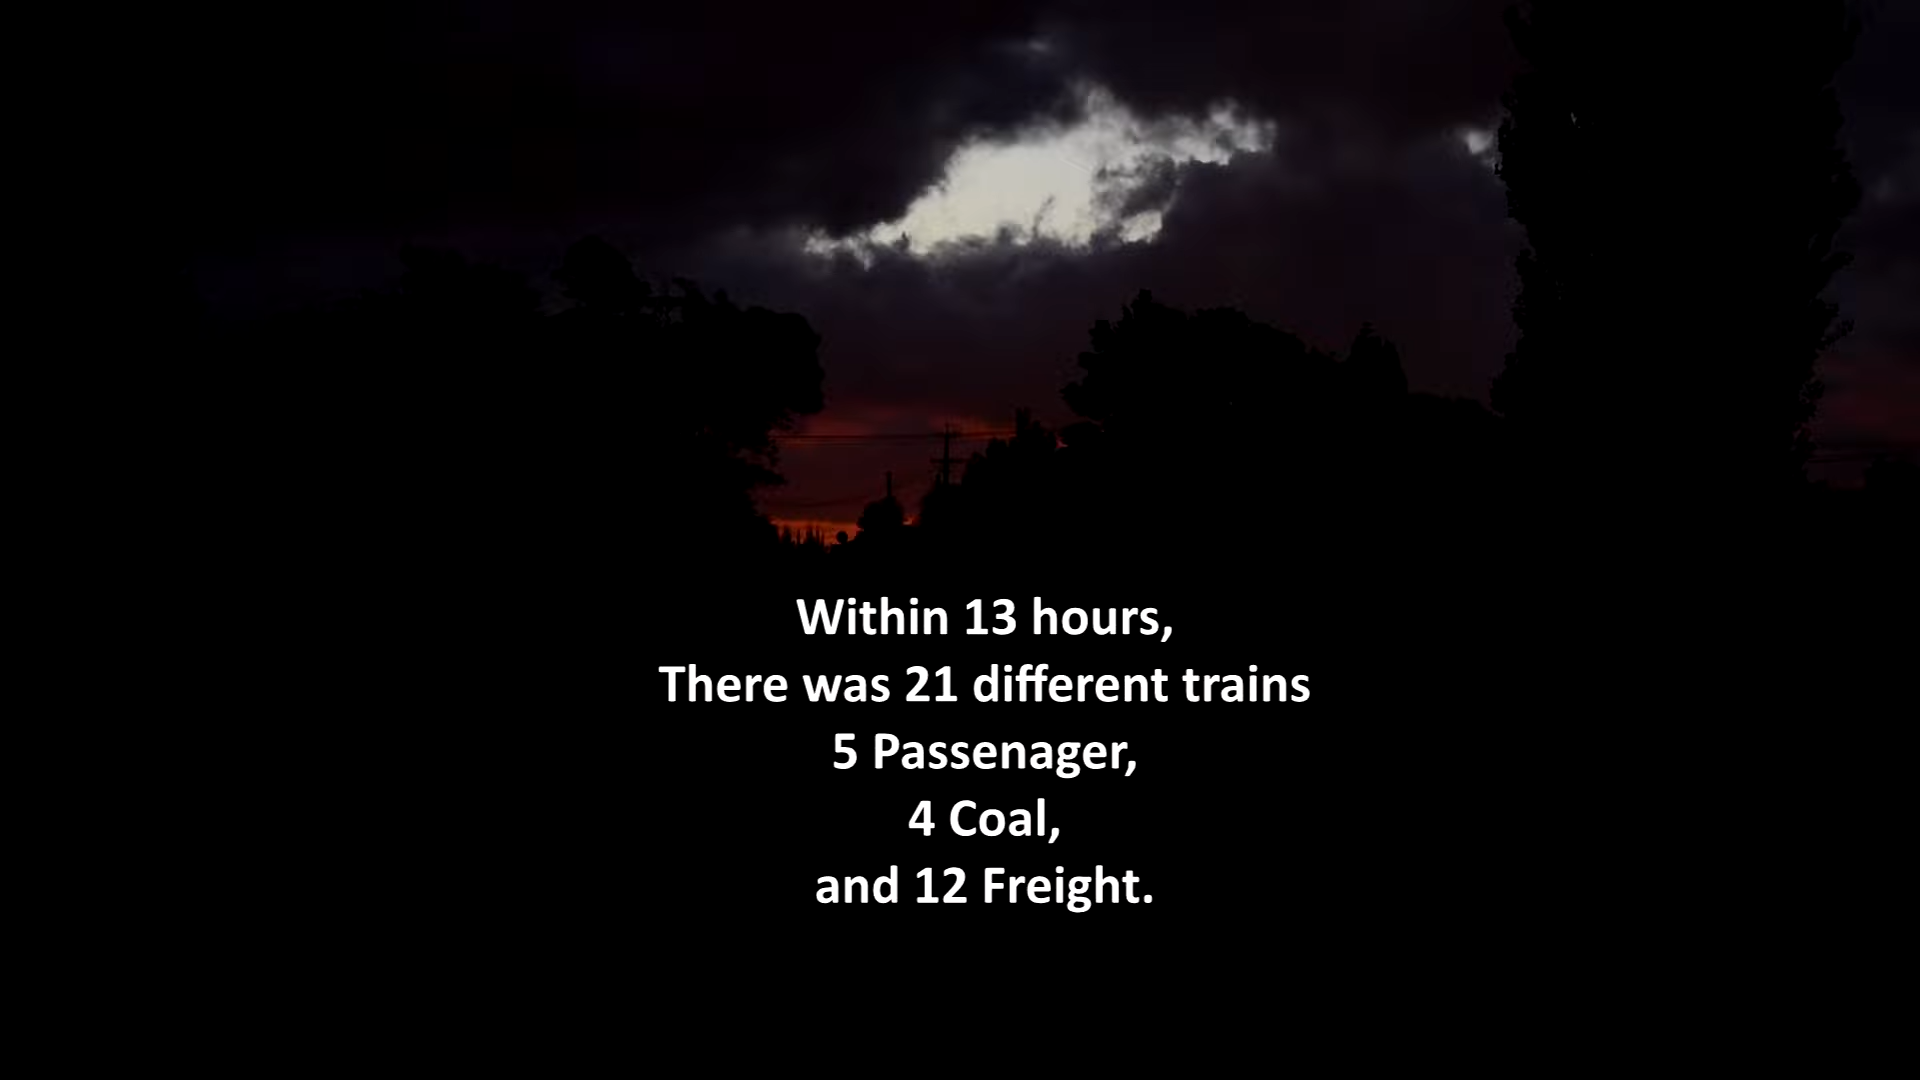 Within 13 hours,
There was 21 different trains
5 Passenager,
4 Coal,
and 12 Freight.